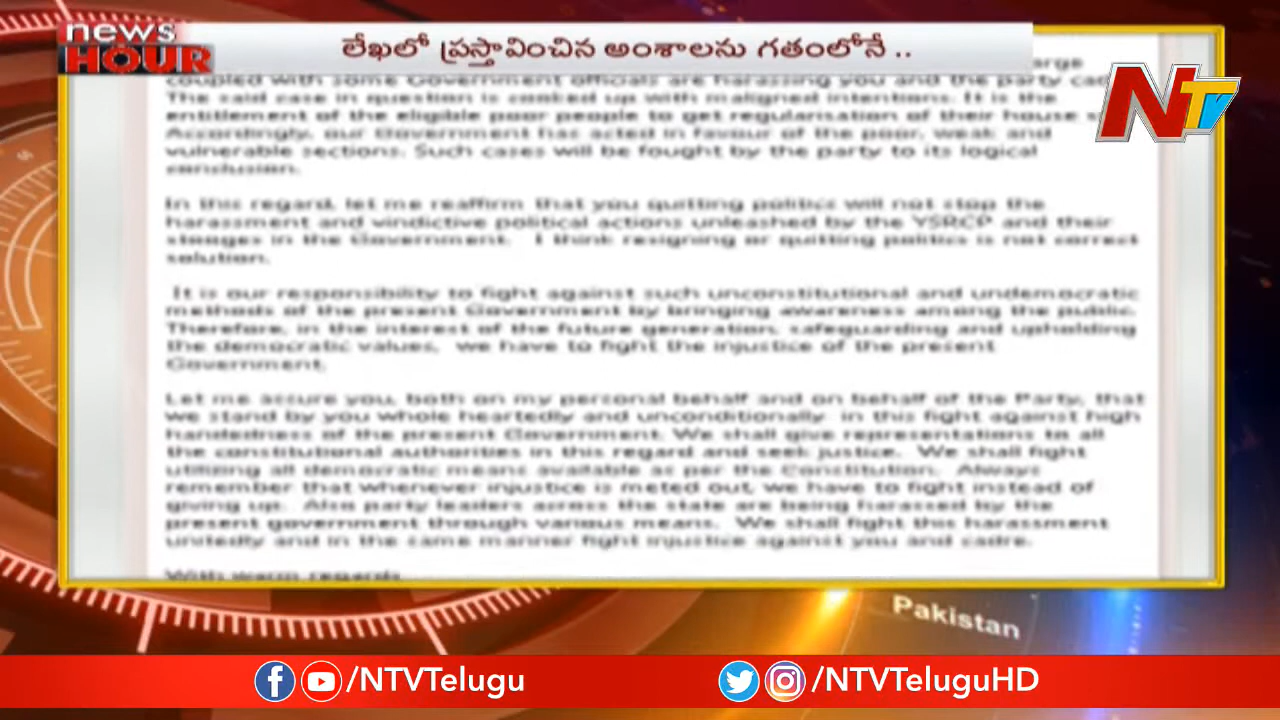 news
HOUR
లేఖలో ప్రస్తావించిన అంశాలను గతంలోనే ..
NTV
arge
coupled with some Government officials are harassing you and the party cad
The said case in question is cooked up with maligned intentions. It is the
entitlement of the eligible poor people to get regularisation of their house s
Accordingly, our Government has acted in favour of the poor, weak and
vulnerable sections. Such cases will be fought by the party to its logical
conclusion.
In this regard, let me reaffirm that you quitting politics will not stop the
harassment and vindictive political actions unleashed by the YSRCP and their
stooges in the Government. I think resigning or quitting politics is not correct
solution.
It is our responsibility to fight against such unconstitutional and undemocratic
methods of the present Government by bringing awareness among the public.
Therefore, in the interest of the future generation, safeguarding and upholding
the democratic values, we have to fight the injustice of the present
Government.
Let me assure you, both on my personal behalf and on behalf of the Party, that
we stand by you whole heartedly and unconditionally in this fight against high
handedness of the present Government. We shall give representations to all
the constitutional authorities in this regard and seek justice. We shall fight
utilizing all democratic means available as per the Constitution. Always
remember that whenever injustice is meted out, we have to fight instead of
giving up. Also party leaders across the state are being harassed by the
present government through various means. We shall fight this harassment
unitedly and in the same manner fight injustice against you and cadre.
With warm regards
Pakistan
/NTVTelugu
/NTVTeluguHD